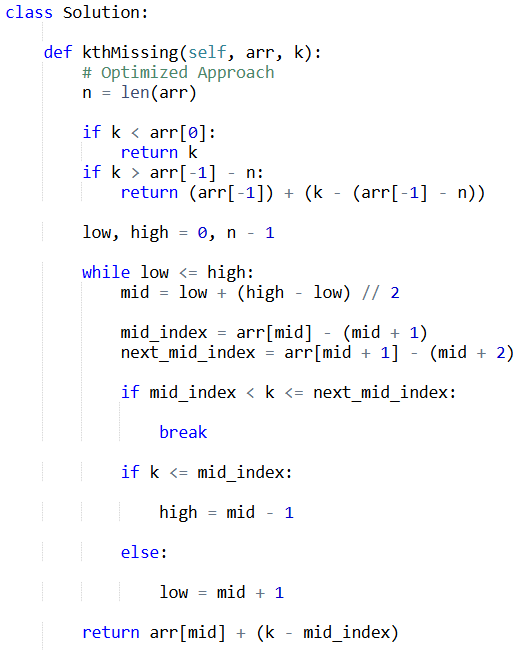 class Solution:
    def kthMissing(self, arr, k):
        # Optimized Approach
        n = len(arr)
        if k < arr[0]:
            return k
        if k > arr[-1] - n:
            return (arr[-1]) + (k - (arr[-1] - n))
        low, high = 0, n - 1
        while low <= high:
            mid = low + (high - low) // 2
            mid_index = arr[mid] - (mid + 1)
            next_mid_index = arr[mid + 1] - (mid + 2)
            if mid_index < k <= next_mid_index:
                break
            if k <= mid_index:
                high = mid - 1
            else:
                low = mid + 1
        return arr[mid] + (k - mid_index)